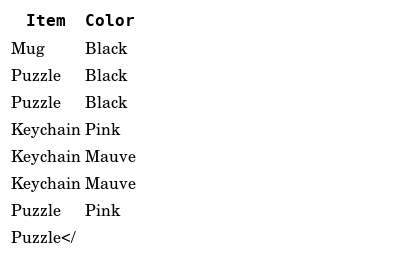 Item Color
Mug Black
Puzzle Black
Puzzle Black
Keychain Pink
Keychain Mauve
Keychain Mauve
Puzzle Pink
Puzzle</